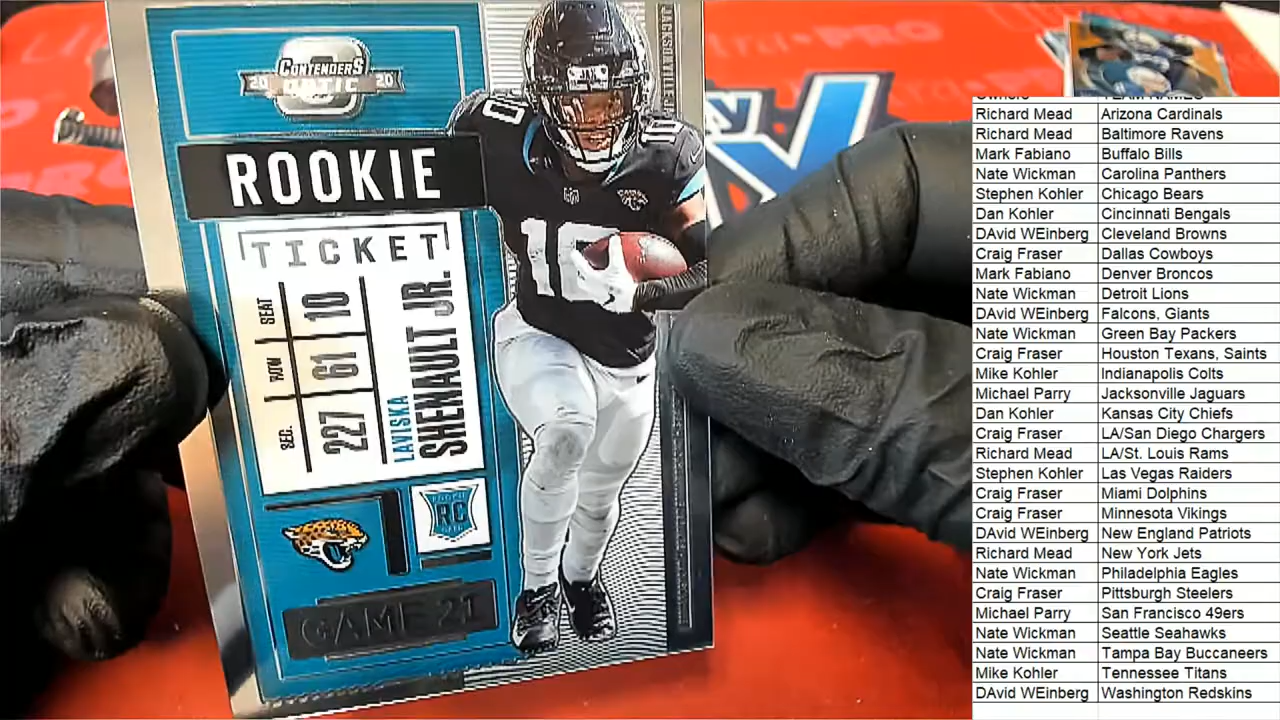 CONTENDERS
20 OPTIC 20
ROOKIE
TICKET
SEAT 10
ROW 61
SEC. 227
LAVISKA
SHENAULT JR.
ROOKIE
RC
GAME 21
10
10
10
Owners TEAM NAMES
Richard Mead Arizona Cardinals
Richard Mead Baltimore Ravens
Mark Fabiano Buffalo Bills
Nate Wickman Carolina Panthers
Stephen Kohler Chicago Bears
Dan Kohler Cincinnati Bengals
DAvid WEinberg Cleveland Browns
Craig Fraser Dallas Cowboys
Mark Fabiano Denver Broncos
Nate Wickman Detroit Lions
DAvid WEinberg Falcons, Giants
Nate Wickman Green Bay Packers
Craig Fraser Houston Texans, Saints
Mike Kohler Indianapolis Colts
Michael Parry Jacksonville Jaguars
Dan Kohler Kansas City Chiefs
Craig Fraser LA/San Diego Chargers
Richard Mead LA/St. Louis Rams
Stephen Kohler Las Vegas Raiders
Craig Fraser Miami Dolphins
Craig Fraser Minnesota Vikings
DAvid WEinberg New England Patriots
Richard Mead New York Jets
Nate Wickman Philadelphia Eagles
Craig Fraser Pittsburgh Steelers
Michael Parry San Francisco 49ers
Nate Wickman Seattle Seahawks
Nate Wickman Tampa Bay Buccaneers
Mike Kohler Tennessee Titans
DAvid WEinberg Washington Redskins